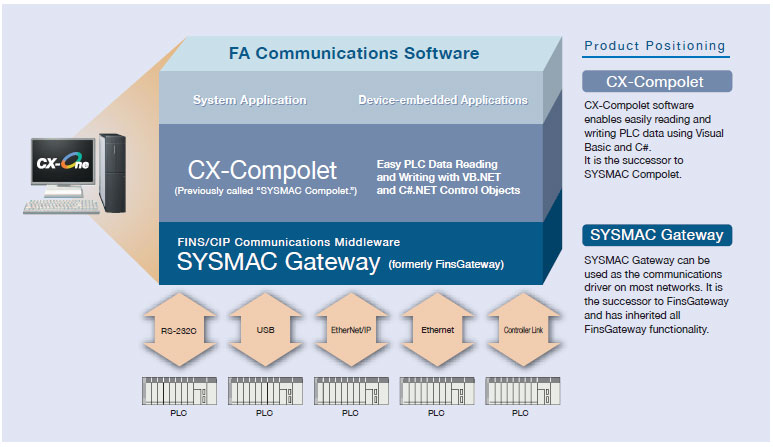 FA Communications Software
System Application
Device-embedded Applications
CX-One
CX-Compolet
(Previously called “SYSMAC Compolet.”)
Easy PLC Data Reading
and Writing with VB.NET
and C#.NET Control Objects
FINS/CIP Communications Middleware
SYSMAC Gateway (formerly FinsGateway)
RS-232C
USB
EtherNet/IP
Ethernet
Controller Link
PLC
PLC
PLC
PLC
PLC
Product Positioning
CX-Compolet
CX-Compolet software
enables easily reading and
writing PLC data using Visual
Basic and C#.
It is the successor to
SYSMAC Compolet.
SYSMAC Gateway
SYSMAC Gateway can be
used as the communications
driver on most networks. It is
the successor to FinsGateway
and has inherited all
FinsGateway functionality.